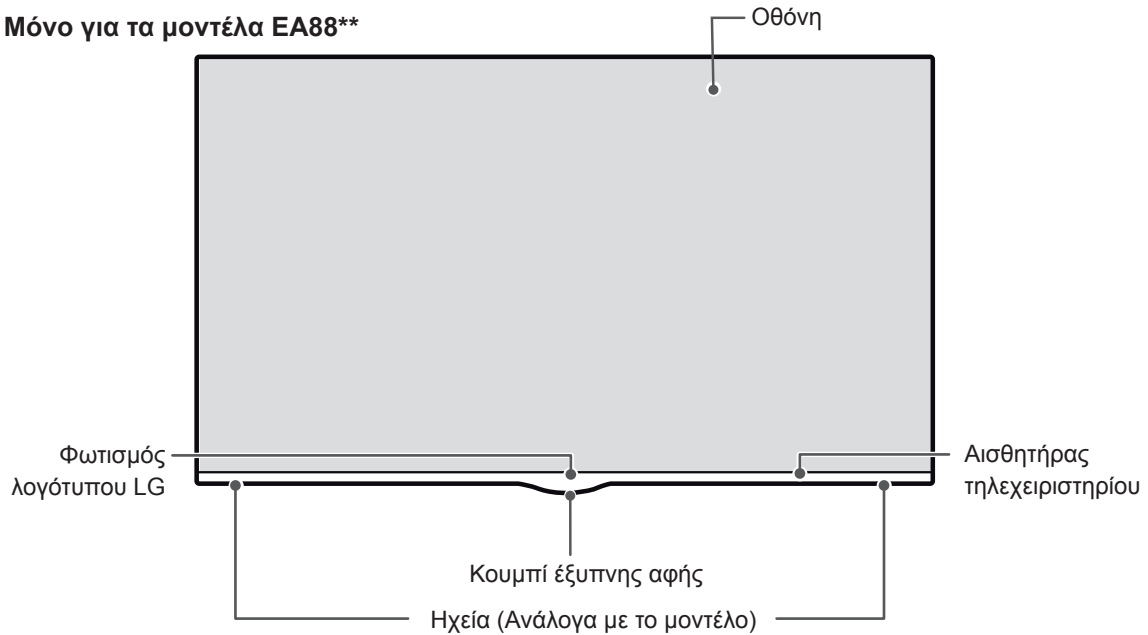 Μόνο για τα μοντέλα EA88**
Οθόνη
Φωτισμός
λογότυπου LG
Αισθητήρας
τηλεχειριστηρίου
Κουμπί έξυπνης αφής
Ηχεία (Ανάλογα με το μοντέλο)